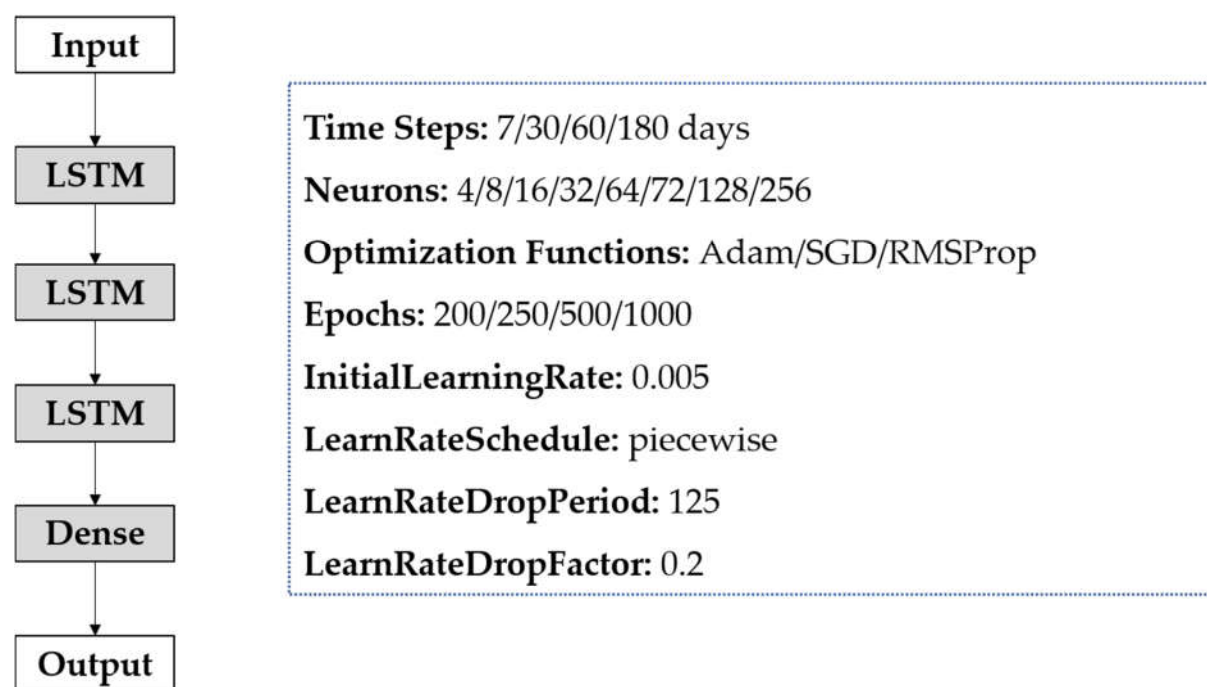 Input
LSTM
LSTM
LSTM
Dense
Output
Time Steps: 7/30/60/180 days
Neurons: 4/8/16/32/64/72/128/256
Optimization Functions: Adam/SGD/RMSProp
Epochs: 200/250/500/1000
InitialLearningRate: 0.005
LearnRateSchedule: piecewise
LearnRateDropPeriod: 125
LearnRateDropFactor: 0.2